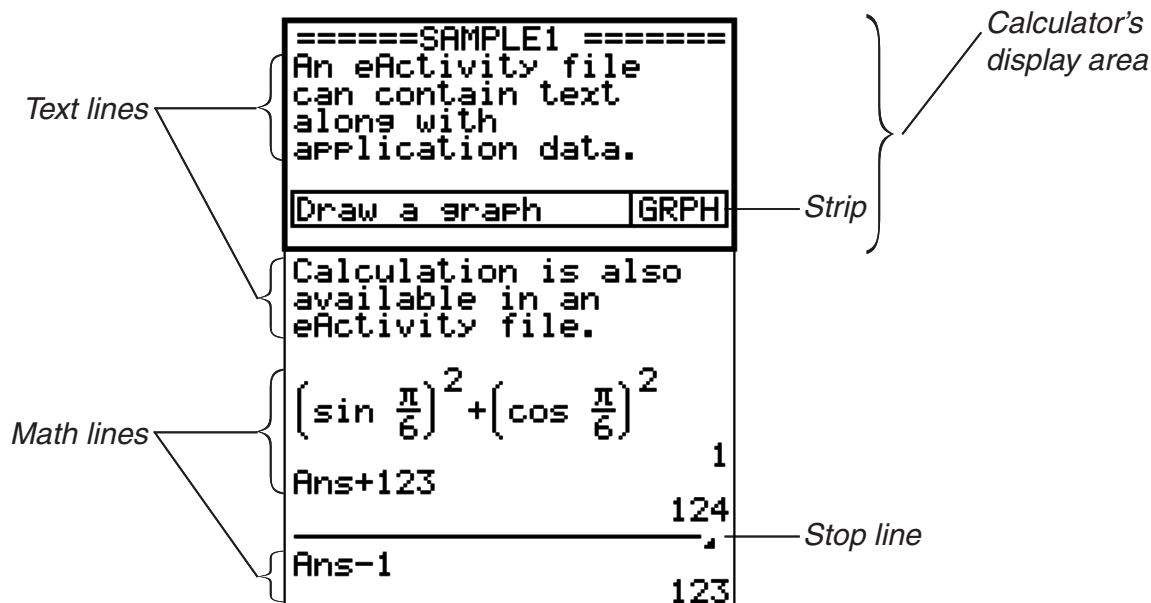 ======SAMPLE1 =======
An eActivity file
can contain text
along with
application data.
Draw a graph GRPH
Calculation is also
available in an
eActivity file.
(sin π/6)²+(cos π/6)²
1
Ans+123
124
Ans-1
123
Text lines
Math lines
Calculator's
display area
Strip
Stop line